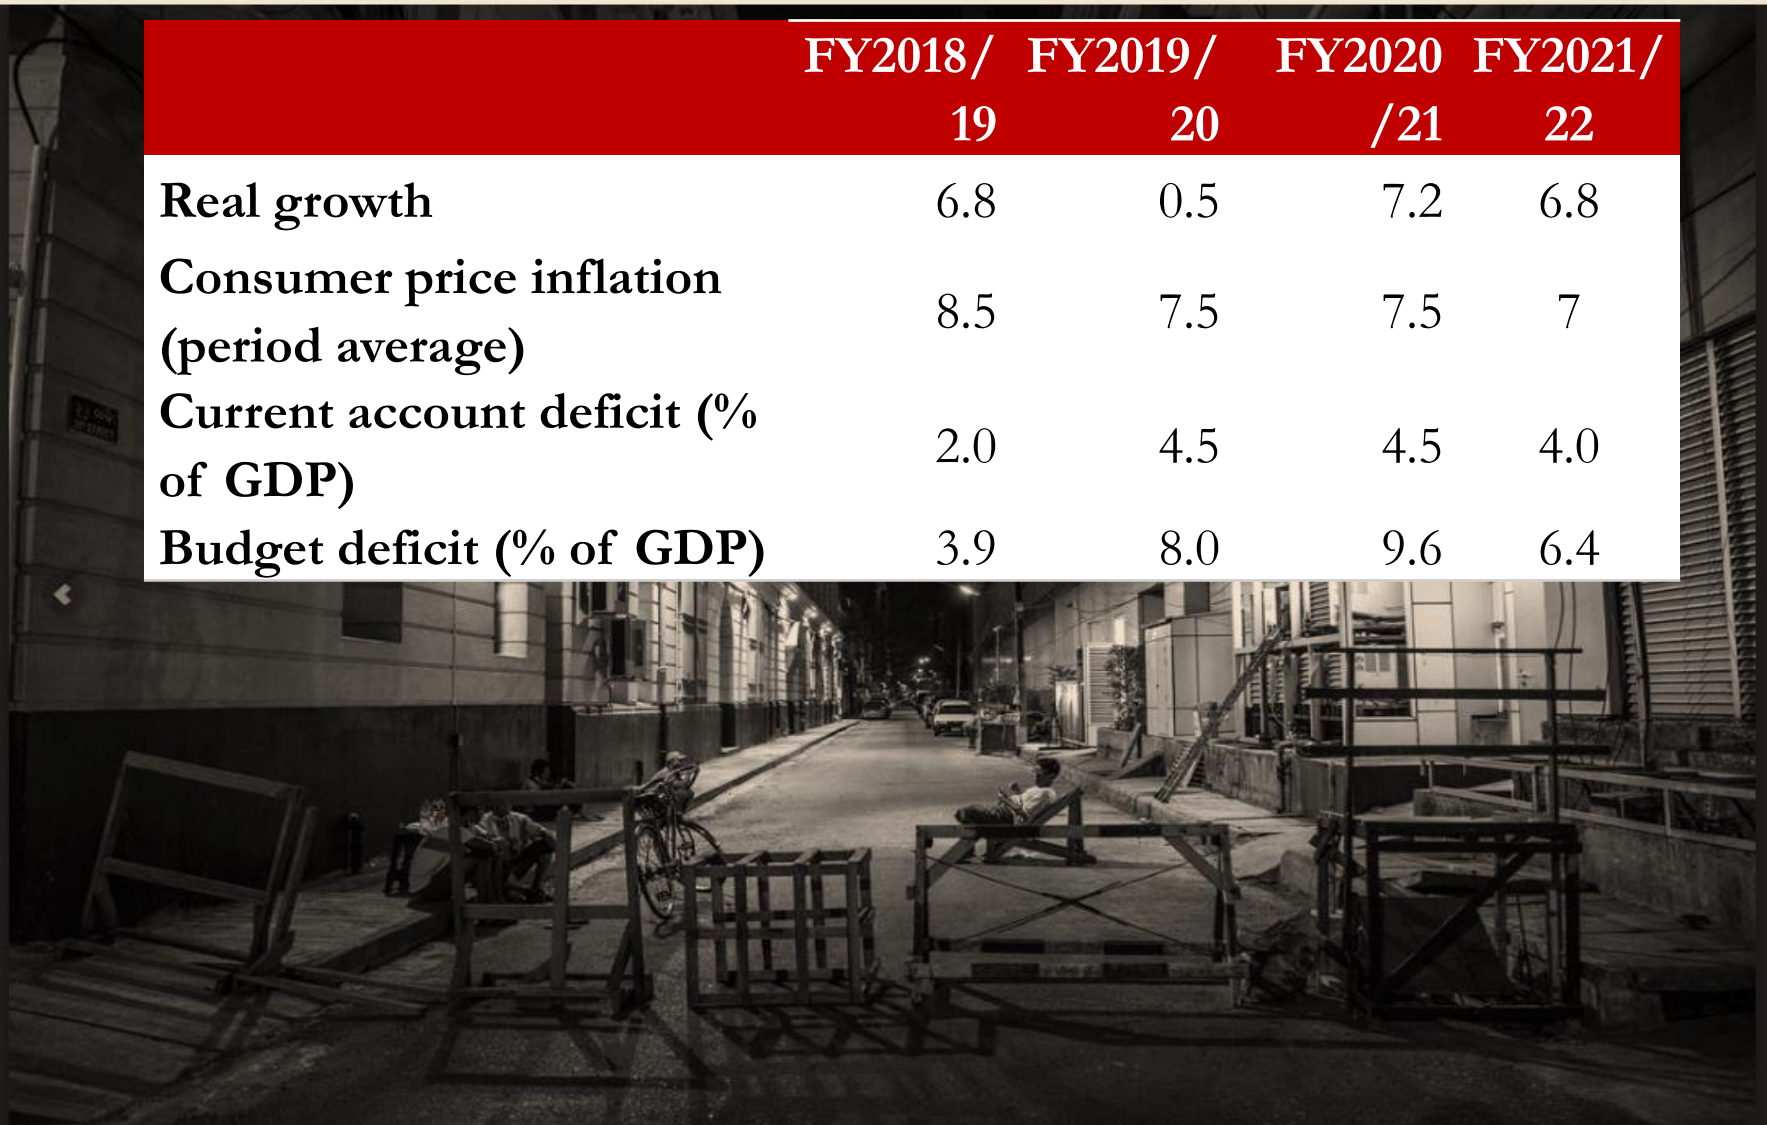 FY2018/ FY2019/ FY2020 FY2021/
19 20 /21 22
Real growth 6.8 0.5 7.2 6.8
Consumer price inflation
(period average) 8.5 7.5 7.5 7
Current account deficit (%
of GDP) 2.0 4.5 4.5 4.0
Budget deficit (% of GDP) 3.9 8.0 9.6 6.4